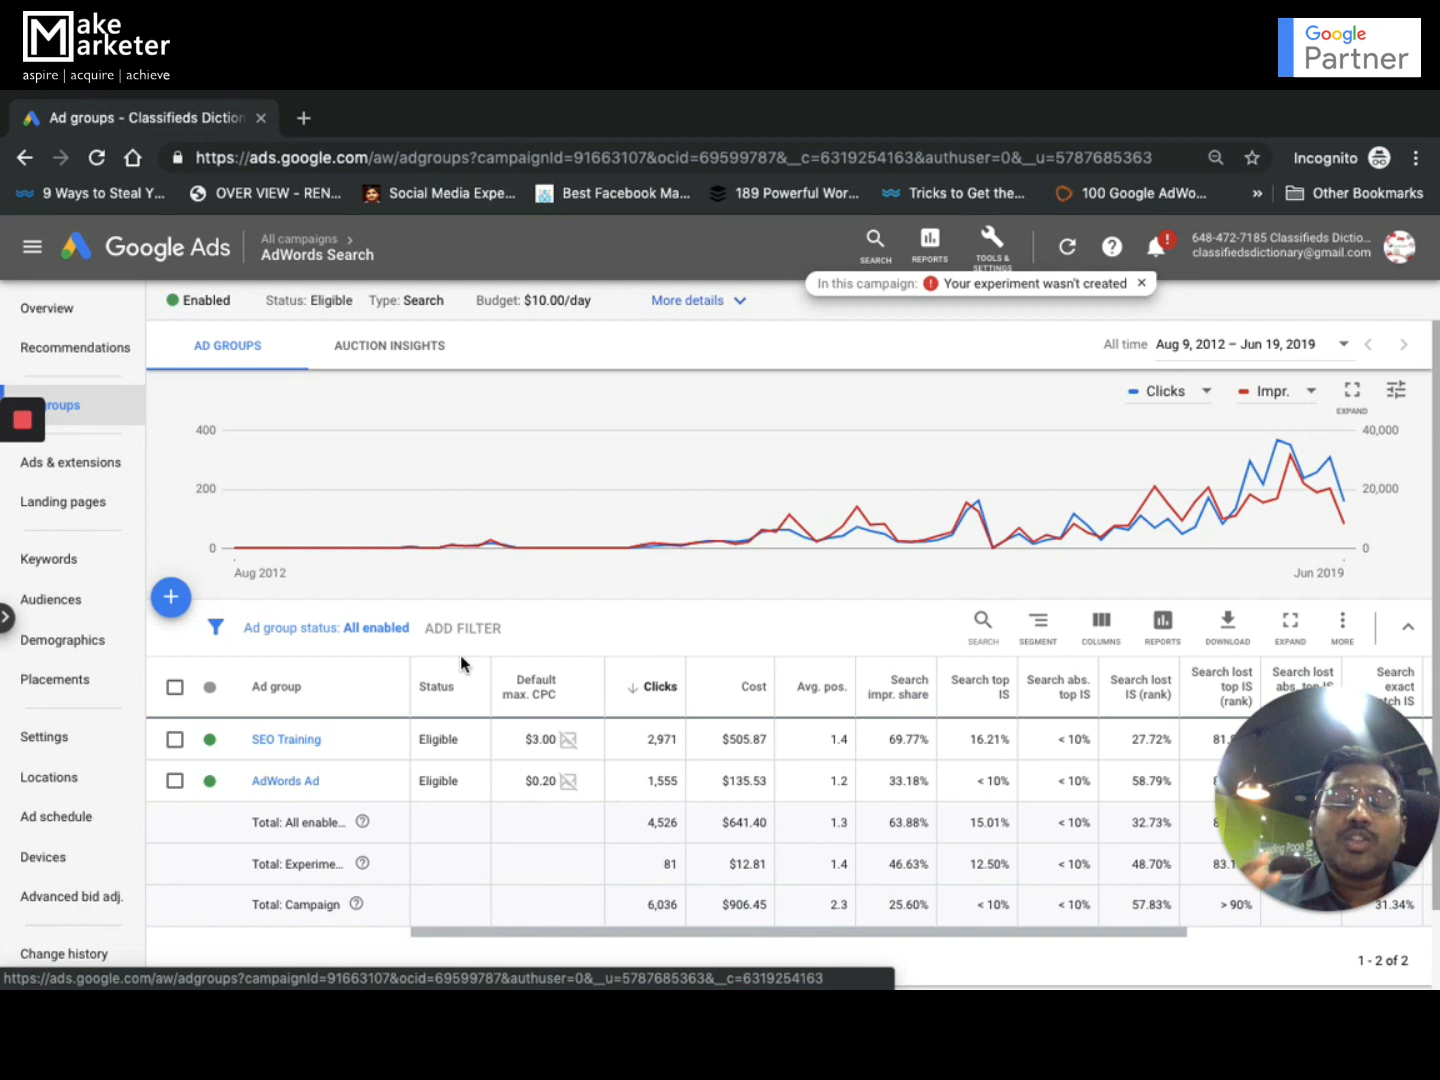 Make
Marketer
aspire | acquire | achieve
Google
Partner
Ad groups - Classifieds Diction
https://ads.google.com/aw/adgroups?campaignId=91663107&ocid=69599787&__c=6319254163&authuser=0&__u=5787685363
Incognito
9 Ways to Steal Y...
OVER VIEW - REN...
Social Media Expe...
Best Facebook Ma...
189 Powerful Wor...
Tricks to Get the...
100 Google AdWo...
»
Other Bookmarks
Google Ads
All campaigns >
AdWords Search
SEARCH
REPORTS
TOOLS &
SETTINGS
648-472-7185 Classifieds Dictio...
classifiedsdictionary@gmail.com
In this campaign: Your experiment wasn't created
Enabled
Status: Eligible
Type: Search
Budget: $10.00/day
More details
Overview
Recommendations
roups
Ads & extensions
Landing pages
Keywords
Audiences
Demographics
Placements
Settings
Locations
Ad schedule
Devices
Advanced bid adj.
Change history
AD GROUPS
AUCTION INSIGHTS
All time Aug 9, 2012 – Jun 19, 2019
Clicks
Impr.
EXPAND
400
40,000
200
20,000
0
0
Aug 2012
Jun 2019
Ad group status: All enabled
ADD FILTER
SEARCH
SEGMENT
COLUMNS
REPORTS
DOWNLOAD
EXPAND
MORE
Ad group
Status
Default
max. CPC
Clicks
Cost
Avg. pos.
Search
impr. share
Search top
IS
Search abs.
top IS
Search lost
IS (rank)
Search lost
top IS
(rank)
Search lost
abs. top IS
Search
exact
tch IS
SEO Training Eligible $3.00 2,971 $505.87 1.4 69.77% 16.21% < 10% 27.72% 81.
AdWords Ad Eligible $0.20 1,555 $135.53 1.2 33.18% < 10% < 10% 58.79%
Total: All enable... 4,526 $641.40 1.3 63.88% 15.01% < 10% 32.73%
Total: Experime... 81 $12.81 1.4 46.63% 12.50% < 10% 48.70% 83.1
Total: Campaign 6,036 $906.45 2.3 25.60% < 10% < 10% 57.83% > 90% 31.34%
1 - 2 of 2
https://ads.google.com/aw/adgroups?campaignId=91663107&ocid=69599787&authuser=0&__u=5787685363&__c=6319254163